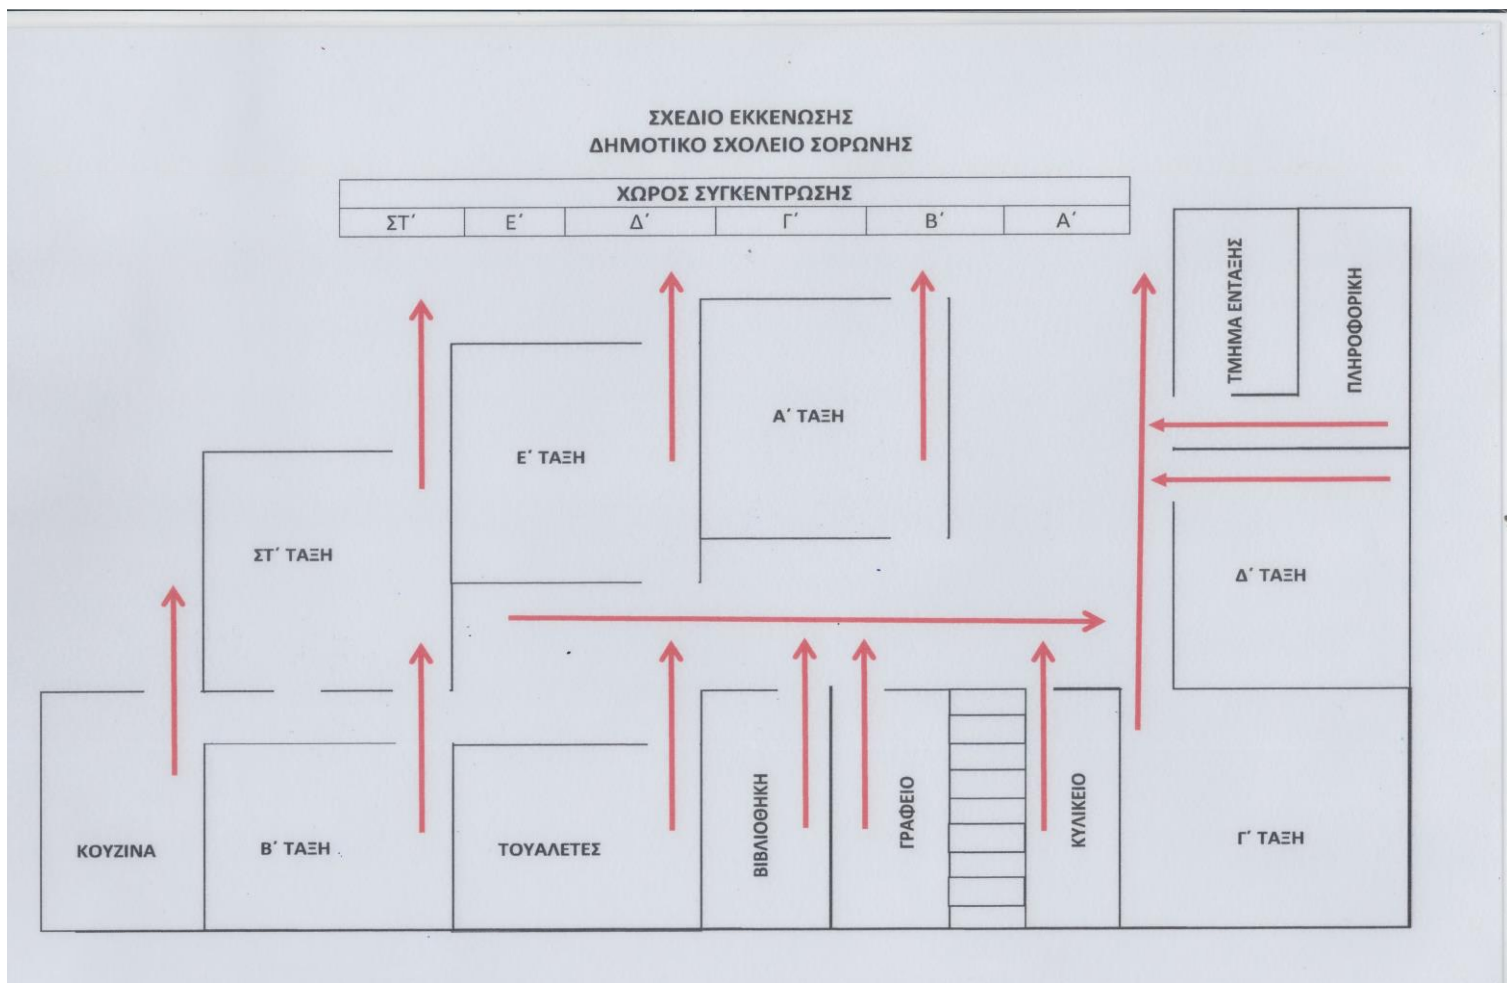 ΣΧΕΔΙΟ ΕΚΚΕΝΩΣΗΣ
ΔΗΜΟΤΙΚΟ ΣΧΟΛΕΙΟ ΣΟΡΩΝΗΣ
ΧΩΡΟΣ ΣΥΓΚΕΝΤΡΩΣΗΣ
ΣΤ΄ Ε΄ Δ΄ Γ΄ Β΄ Α΄
ΤΜΗΜΑ ΕΝΤΑΞΗΣ
ΠΛΗΡΟΦΟΡΙΚΗ
Α΄ ΤΑΞΗ
Ε΄ ΤΑΞΗ
ΣΤ΄ ΤΑΞΗ
Δ΄ ΤΑΞΗ
ΚΟΥΖΙΝΑ
Β΄ ΤΑΞΗ
ΤΟΥΑΛΕΤΕΣ
ΒΙΒΛΙΟΘΗΚΗ
ΓΡΑΦΕΙΟ
ΚΥΛΙΚΕΙΟ
Γ΄ ΤΑΞΗ